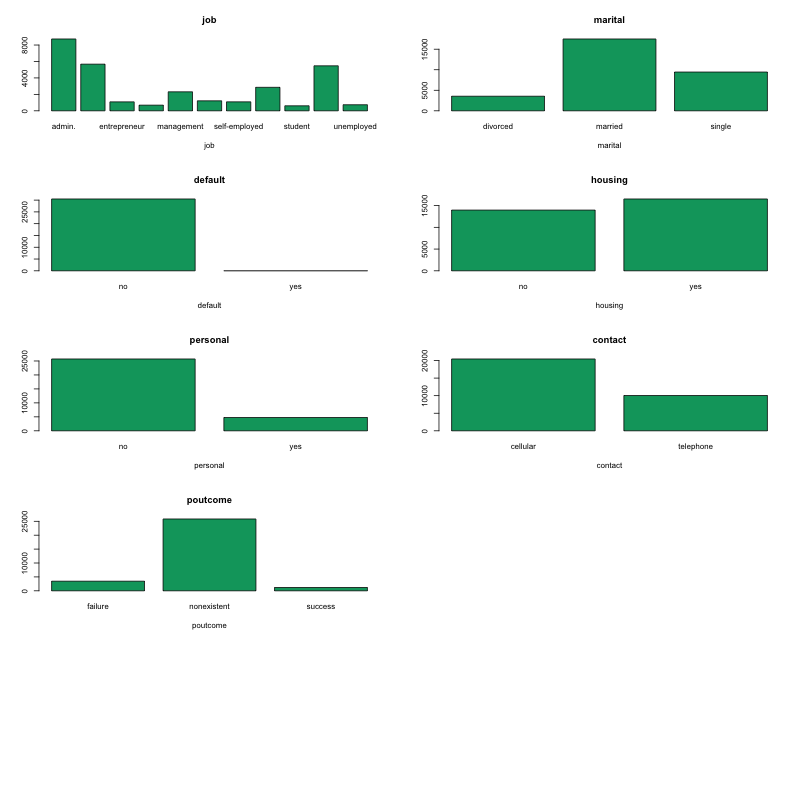 job
8000
4000
0
admin. entrepreneur management self-employed student unemployed
job
marital
15000
5000
0
divorced married single
marital
default
25000
10000
0
no yes
default
housing
15000
5000
0
no yes
housing
personal
25000
10000
0
no yes
personal
contact
20000
10000
0
cellular telephone
contact
poutcome
25000
10000
0
failure nonexistent success
poutcome